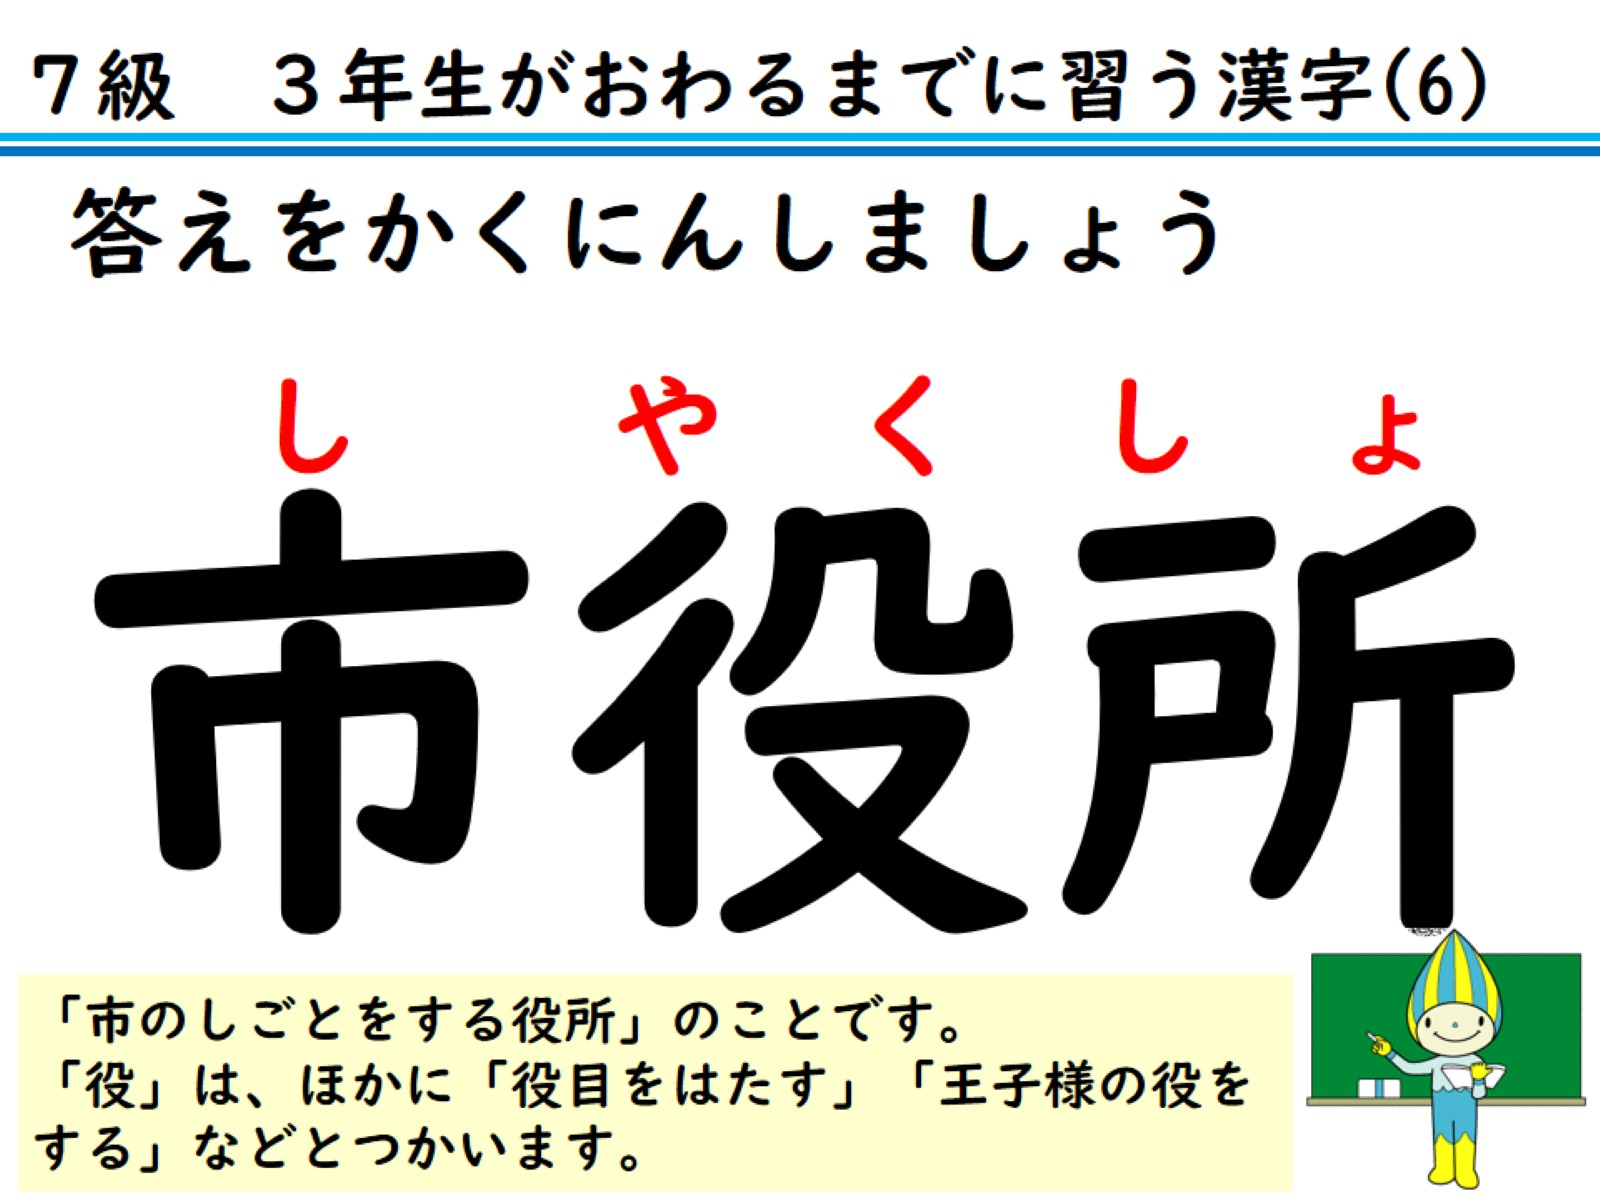 ７級　３年生がおわるまでに習う漢字(6)
答えをかくにんしましょう
し　やく　しょ
市役所
「市のしごとをする役所」のことです。
「役」は、ほかに「役目をはたす」「王子様の役を
する」などとつかいます。